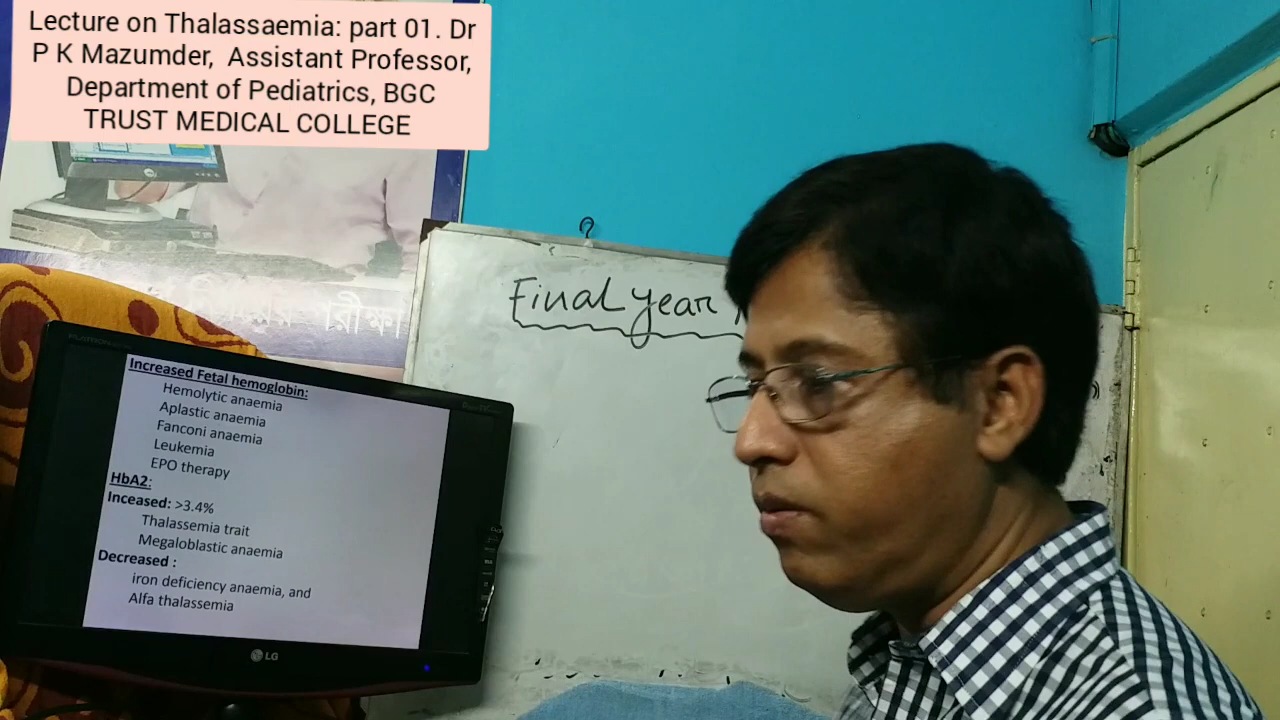 Lecture on Thalassaemia: part 01. Dr
P K Mazumder,  Assistant Professor,
Department of Pediatrics, BGC
TRUST MEDICAL COLLEGE
Final year
Increased Fetal hemoglobin:
Hemolytic anaemia
Aplastic anaemia
Fanconi anaemia
Leukemia
EPO therapy
HbA2:
Inceased: >3.4%
Thalassemia trait
Megaloblastic anaemia
Decreased :
iron deficiency anaemia, and
Alfa thalassemia
LG